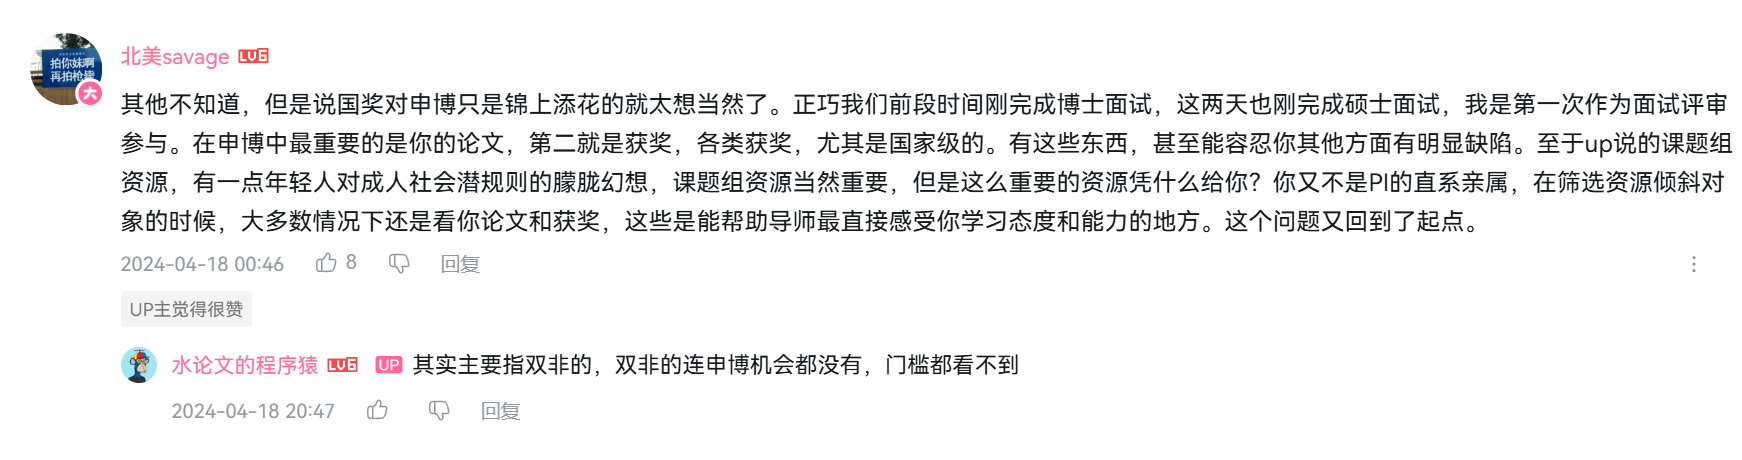 北美savage LV6
其他不知道，但是说国奖对申博只是锦上添花的就太想当然了。正巧我们前段时间刚完成博士面试，这两天也刚完成硕士面试，我是第一次作为面试评审
参与。在申博中最重要的是你的论文，第二就是获奖，各类获奖，尤其是国家级的。有这些东西，甚至能容忍你其他方面有明显缺陷。至于up说的课题组
资源，有一点年轻人对成人社会潜规则的朦胧幻想，课题组资源当然重要，但是这么重要的资源凭什么给你？你又不是PI的直系亲属，在筛选资源倾斜对
象的时候，大多数情况下还是看你论文和获奖，这些是能帮助导师最直接感受你学习态度和能力的地方。这个问题又回到了起点。
2024-04-18 00:46 8 回复
UP主觉得很赞
水论文的程序猿 LV6 UP 其实主要指双非的，双非的连申博机会都没有，门槛都看不到
2024-04-18 20:47 回复
拍你妹啊
大